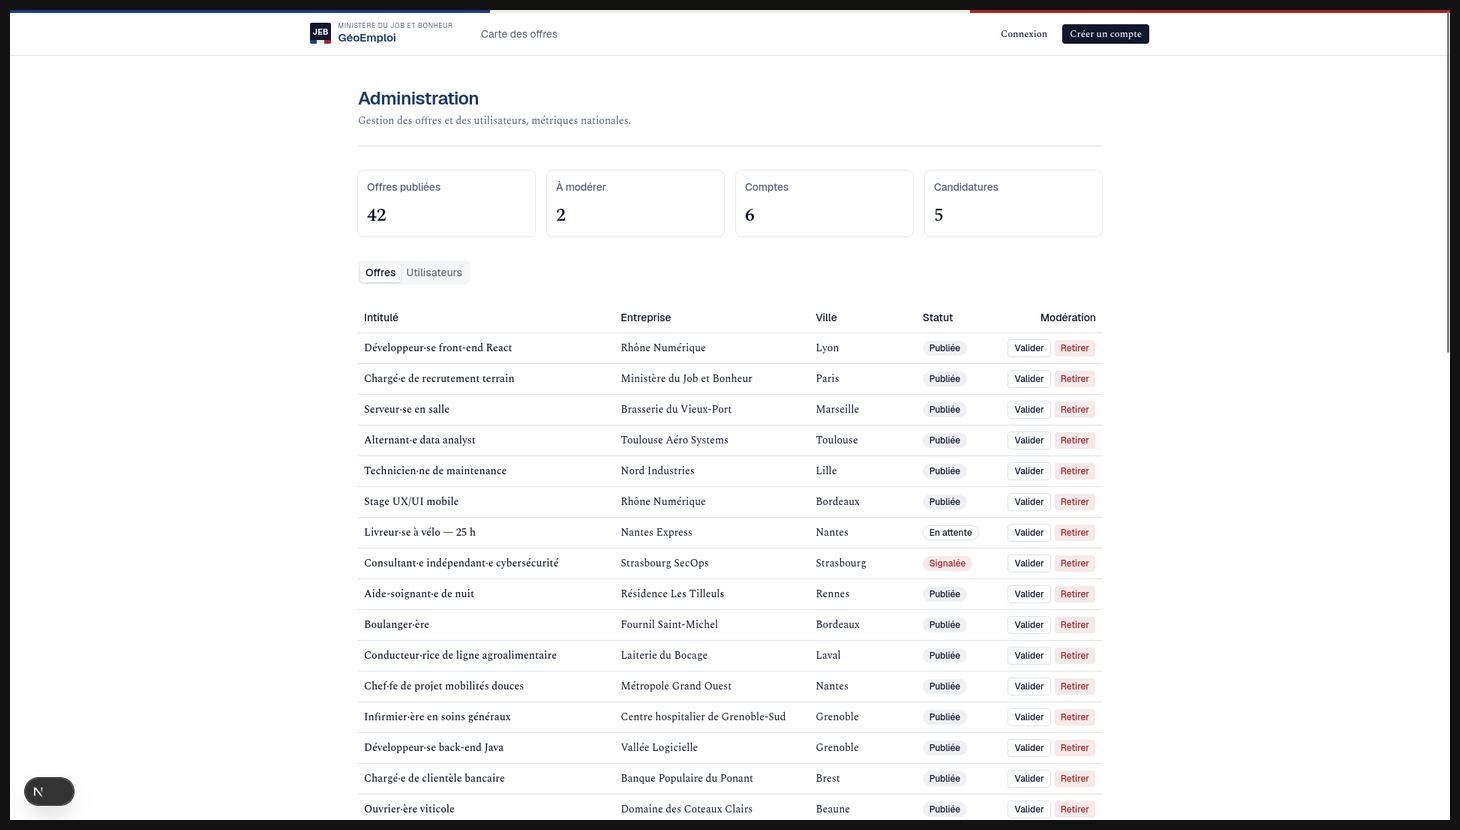 JEB
MINISTÈRE DU JOB ET BONHEUR
GéoEmploi
Carte des offres
Connexion
Créer un compte
Administration
Gestion des offres et des utilisateurs, métriques nationales.
Offres publiées
42
À modérer
2
Comptes
6
Candidatures
5
Offres Utilisateurs
Intitulé Entreprise Ville Statut Modération
Développeur·se front-end React Rhône Numérique Lyon Publiée Valider Retirer
Chargé·e de recrutement terrain Ministère du Job et Bonheur Paris Publiée Valider Retirer
Serveur·se en salle Brasserie du Vieux-Port Marseille Publiée Valider Retirer
Alternant·e data analyst Toulouse Aéro Systems Toulouse Publiée Valider Retirer
Technicien·ne de maintenance Nord Industries Lille Publiée Valider Retirer
Stage UX/UI mobile Rhône Numérique Bordeaux Publiée Valider Retirer
Livreur·se à vélo — 25 h Nantes Express Nantes En attente Valider Retirer
Consultant·e indépendant·e cybersécurité Strasbourg SecOps Strasbourg Signalée Valider Retirer
Aide-soignant·e de nuit Résidence Les Tilleuls Rennes Publiée Valider Retirer
Boulanger·ère Fournil Saint-Michel Bordeaux Publiée Valider Retirer
Conducteur·rice de ligne agroalimentaire Laiterie du Bocage Laval Publiée Valider Retirer
Chef·fe de projet mobilités douces Métropole Grand Ouest Nantes Publiée Valider Retirer
Infirmier·ère en soins généraux Centre hospitalier de Grenoble-Sud Grenoble Publiée Valider Retirer
Développeur·se back-end Java Vallée Logicielle Grenoble Publiée Valider Retirer
Chargé·e de clientèle bancaire Banque Populaire du Ponant Brest Publiée Valider Retirer
Ouvrier·ère viticole Domaine des Coteaux Clairs Beaune Publiée Valider Retirer
N